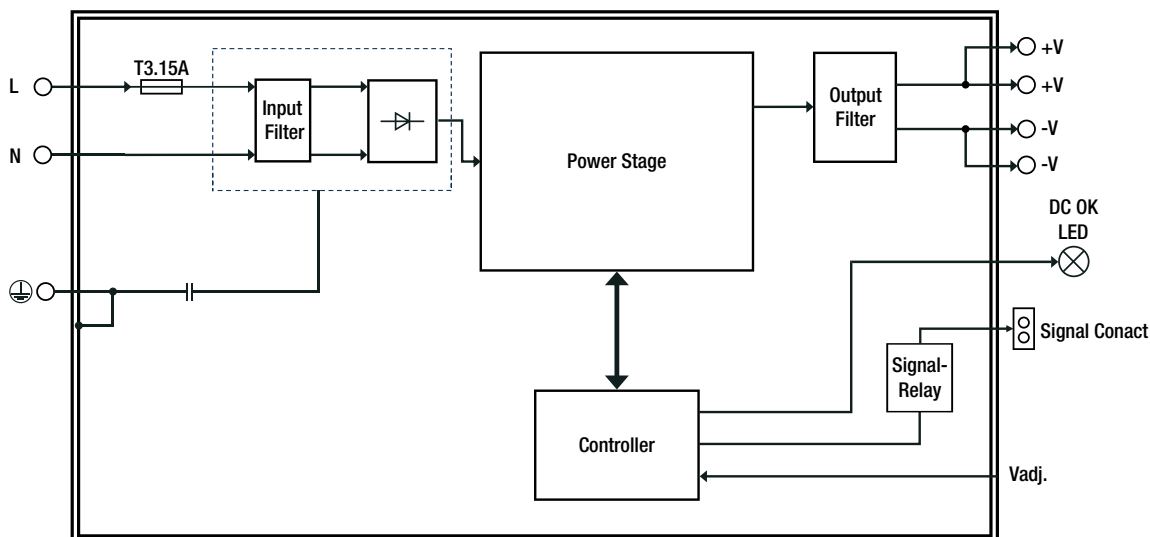 L
T3.15A
N
Input
Filter
Power Stage
Output
Filter
+V
+V
-V
-V
DC OK
LED
Signal Conact
Signal-
Relay
Controller
Vadj.